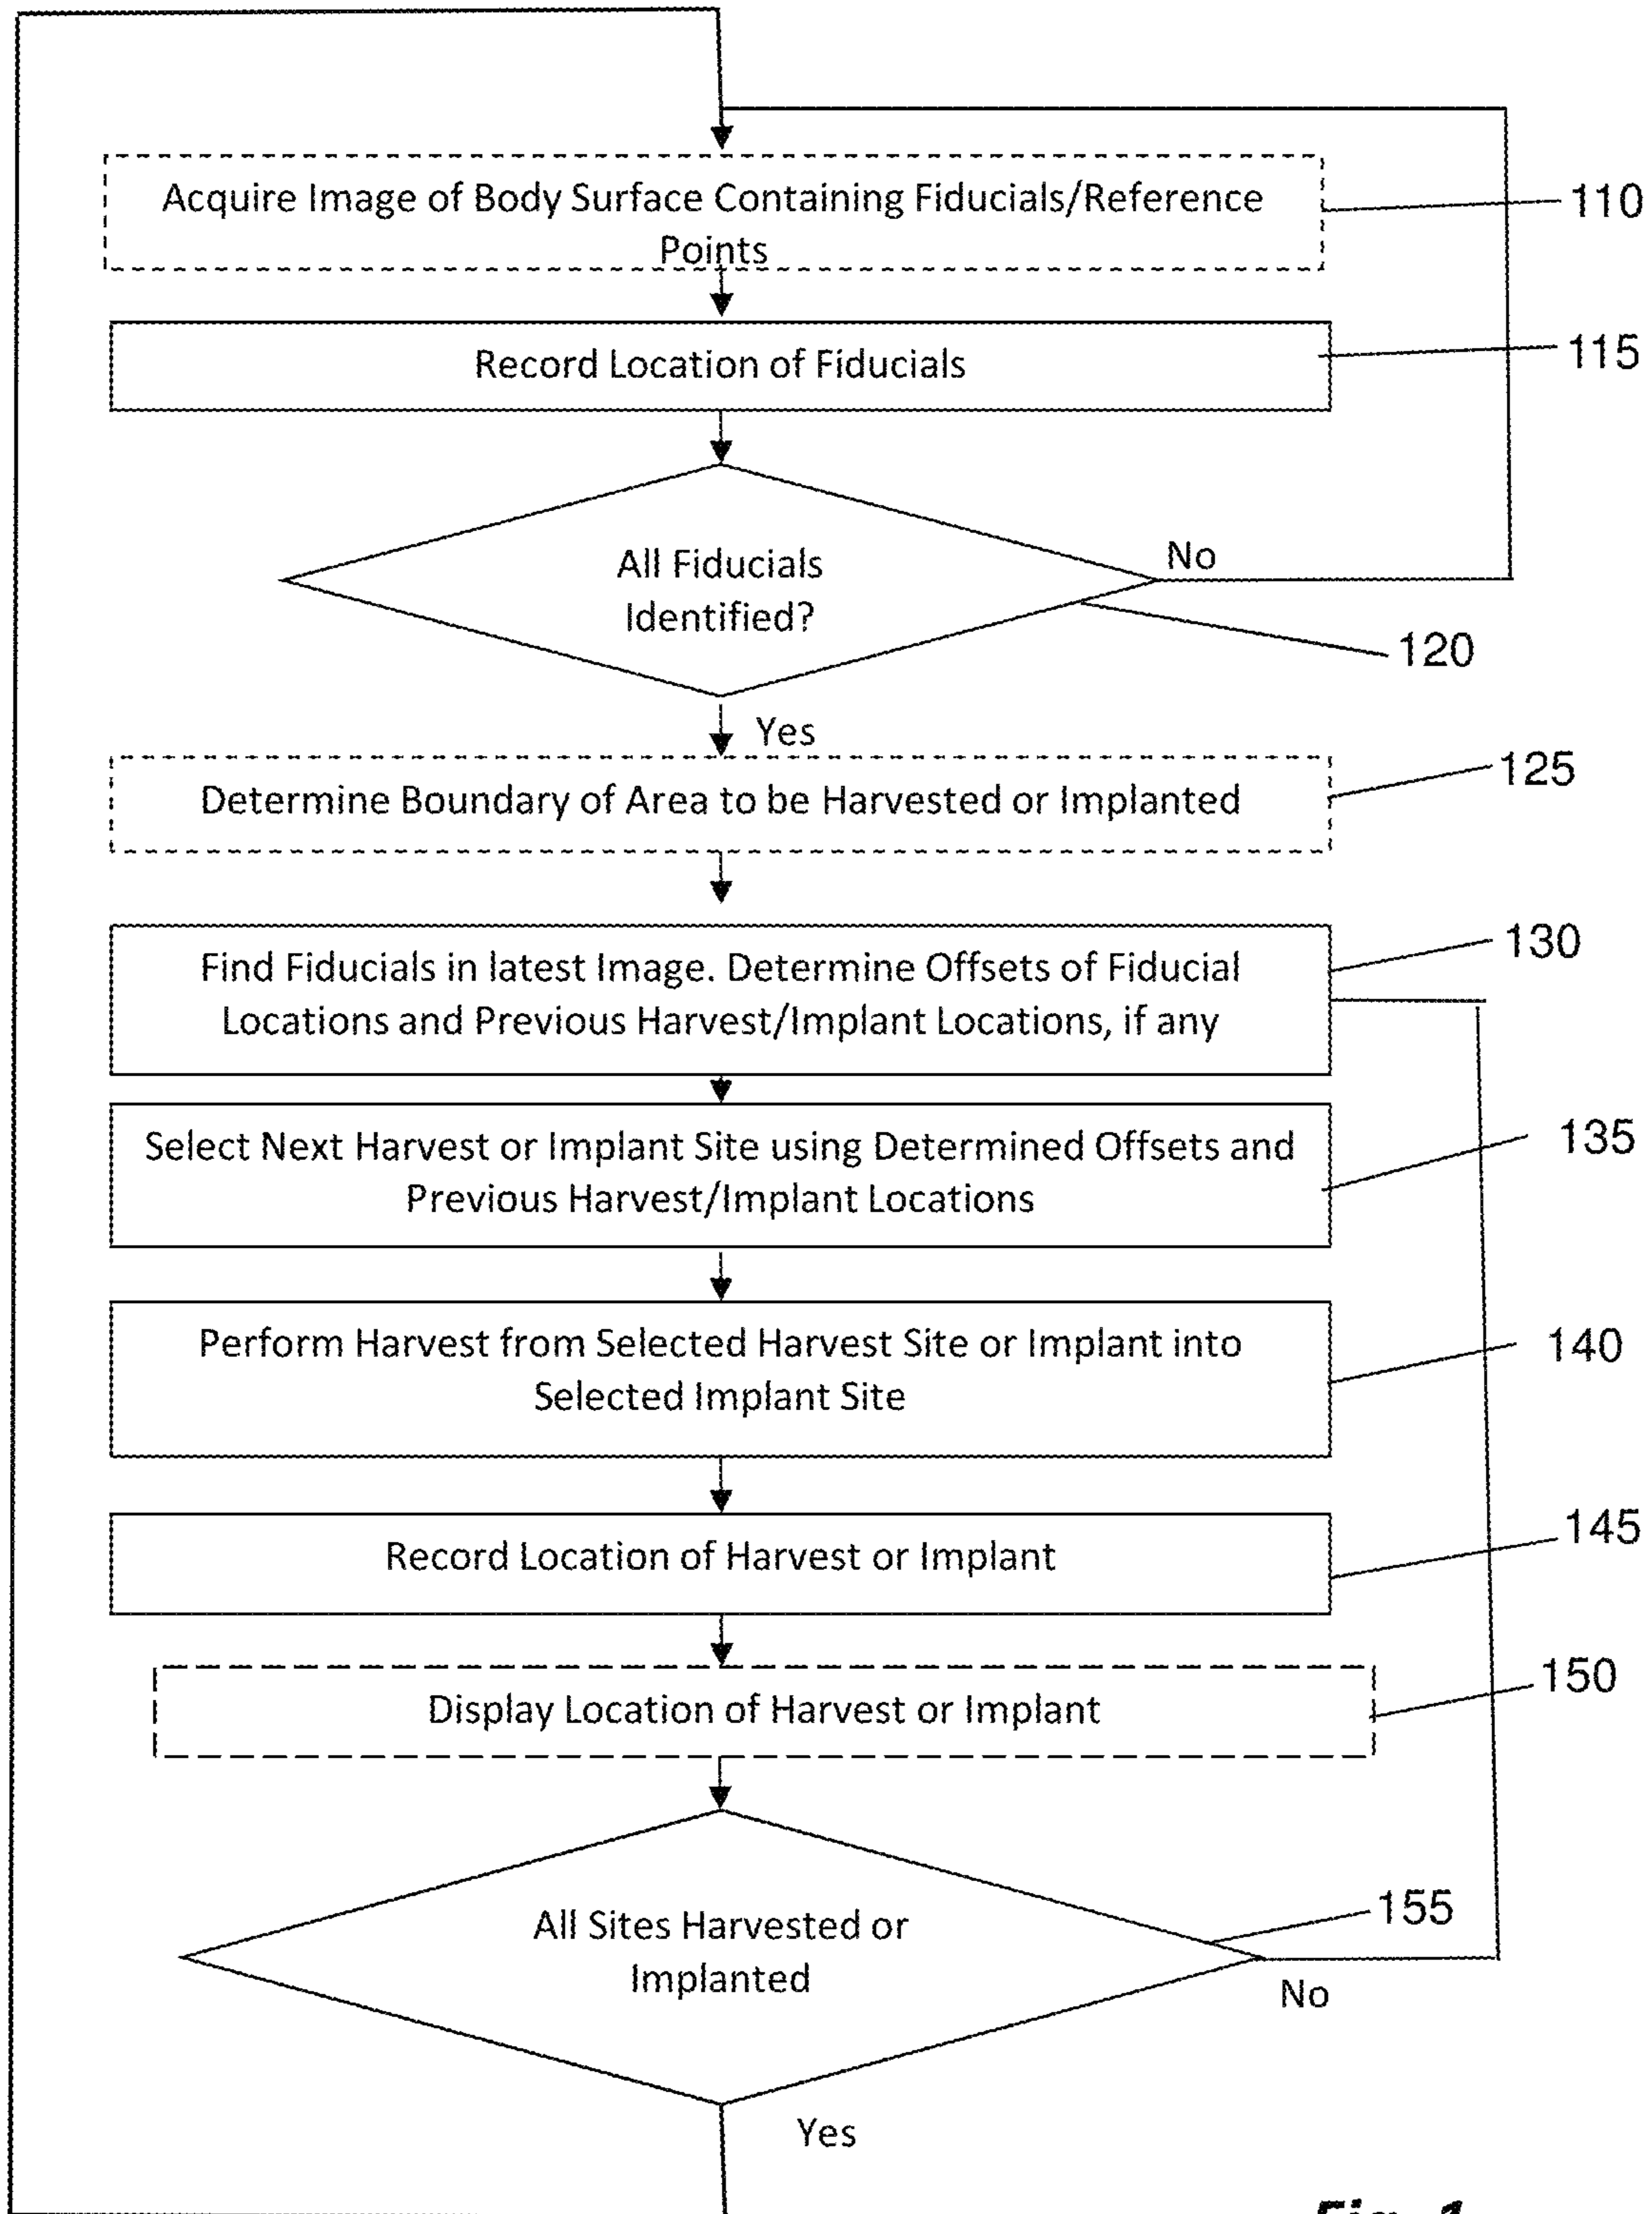 Acquire Image of Body Surface Containing Fiducials/Reference
Points
110
Record Location of Fiducials
115
All Fiducials
Identified?
No
120
Yes
Determine Boundary of Area to be Harvested or Implanted
125
Find Fiducials in latest Image. Determine Offsets of Fiducial
Locations and Previous Harvest/Implant Locations, if any
130
Select Next Harvest or Implant Site using Determined Offsets and
Previous Harvest/Implant Locations
135
Perform Harvest from Selected Harvest Site or Implant into
Selected Implant Site
140
Record Location of Harvest or Implant
145
Display Location of Harvest or Implant
150
All Sites Harvested or
Implanted
155
No
Yes
Fig. 1